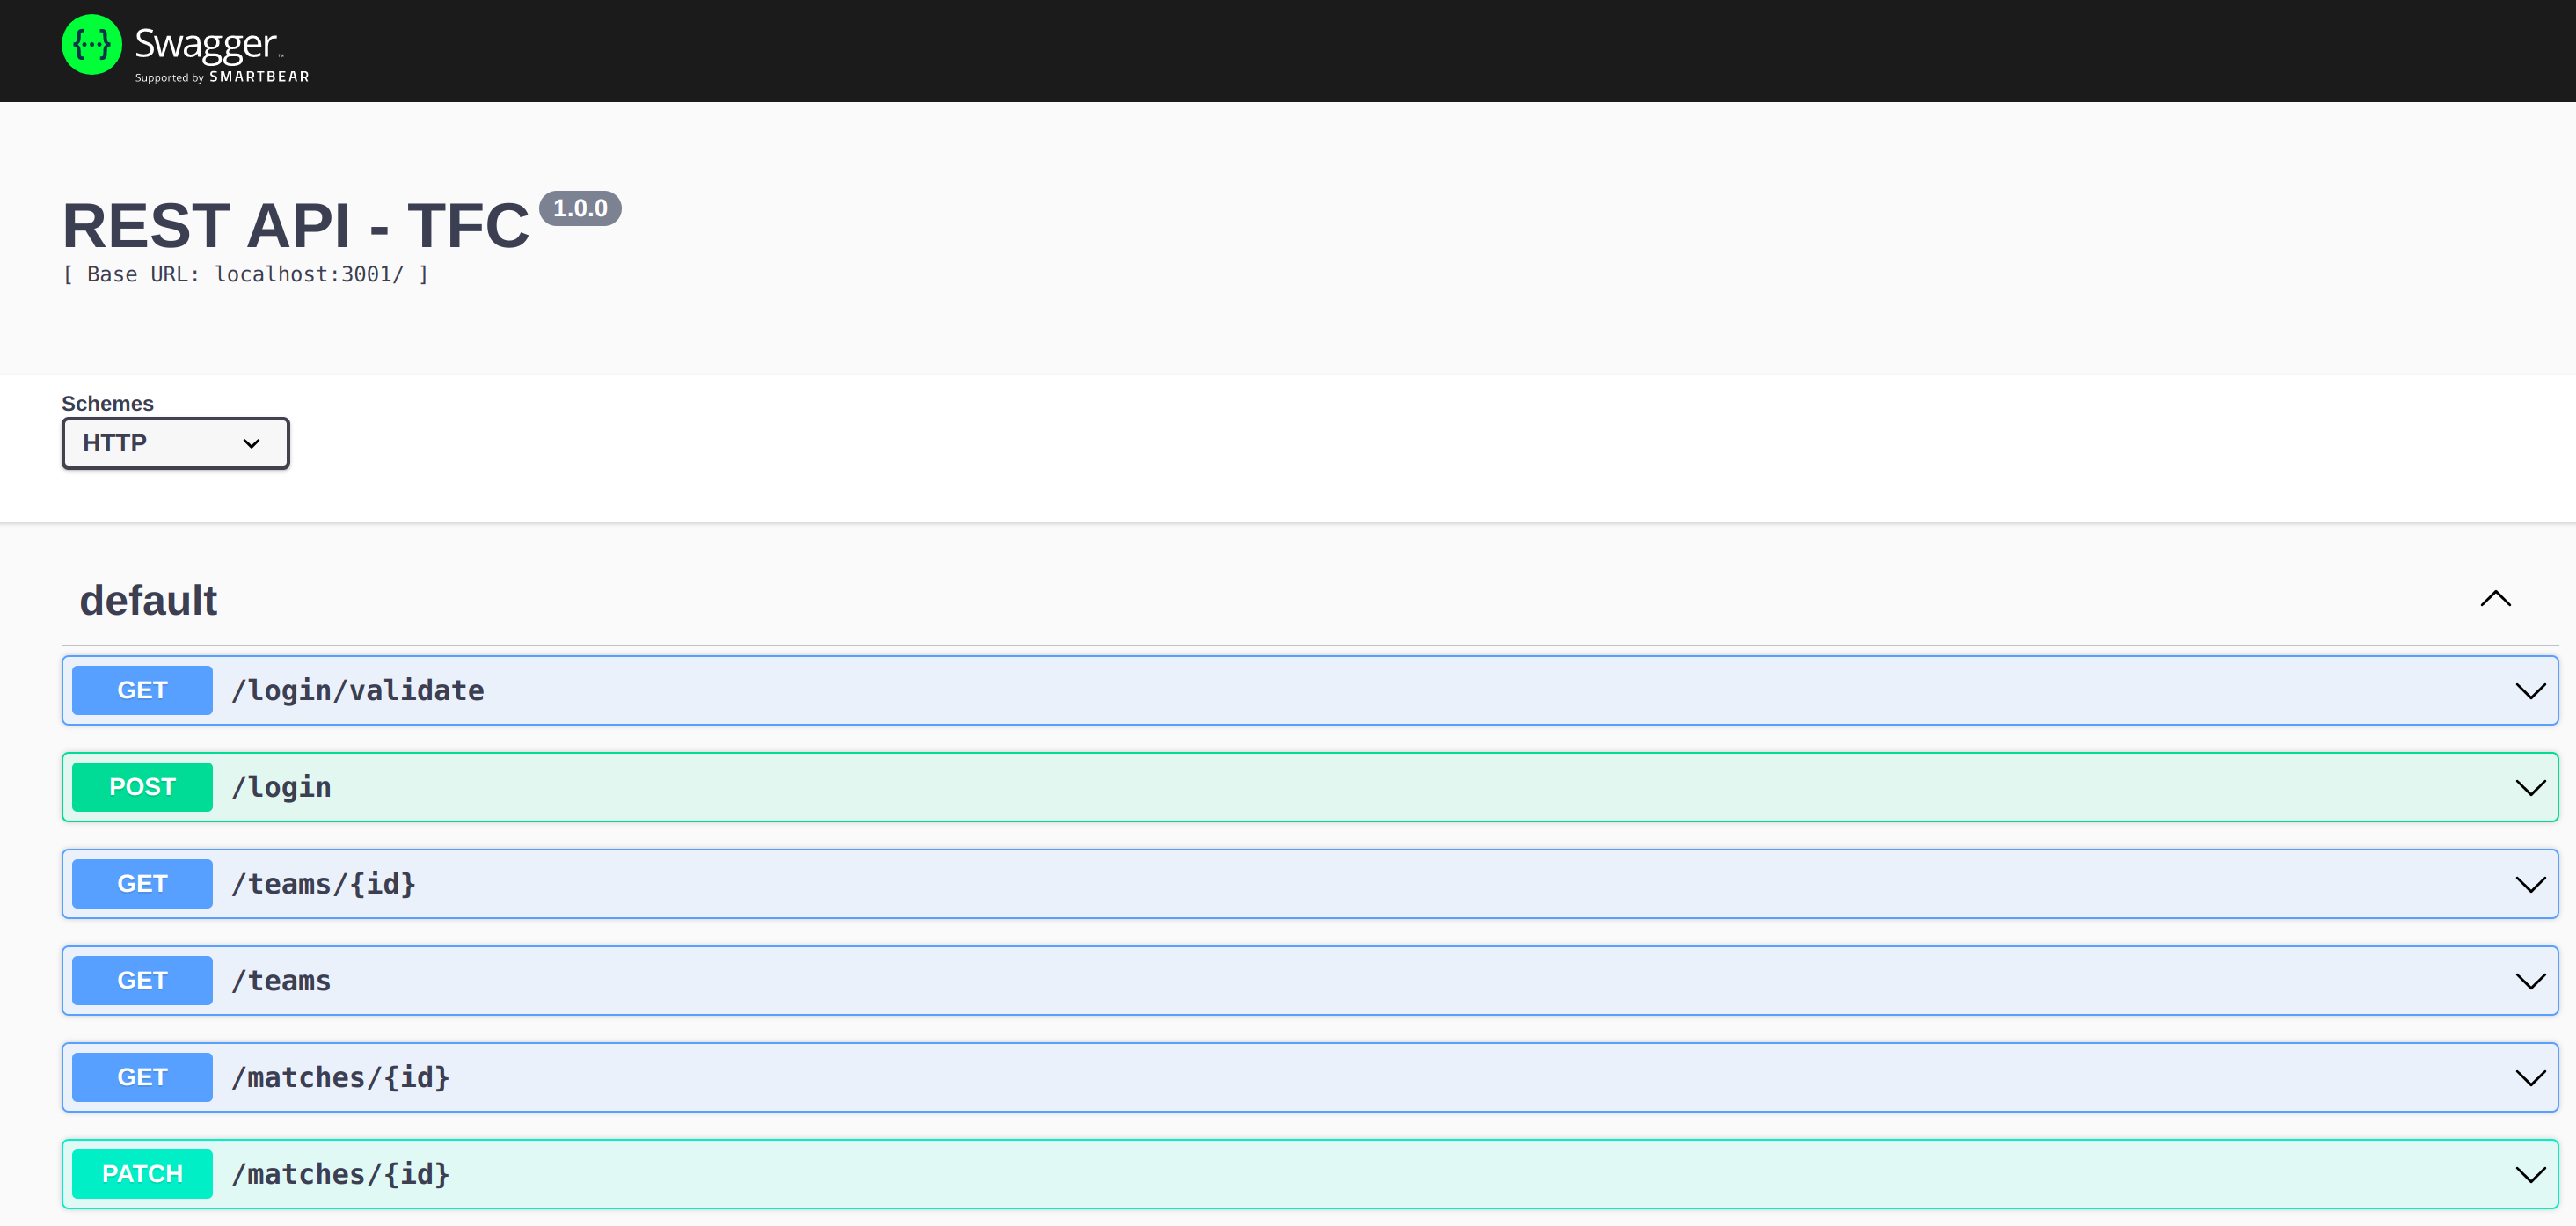 {...} Swagger™
Supported by SMARTBEAR
REST API - TFC 1.0.0
[ Base URL: localhost:3001/ ]
Schemes
HTTP
default
GET /login/validate
POST /login
GET /teams/{id}
GET /teams
GET /matches/{id}
PATCH /matches/{id}